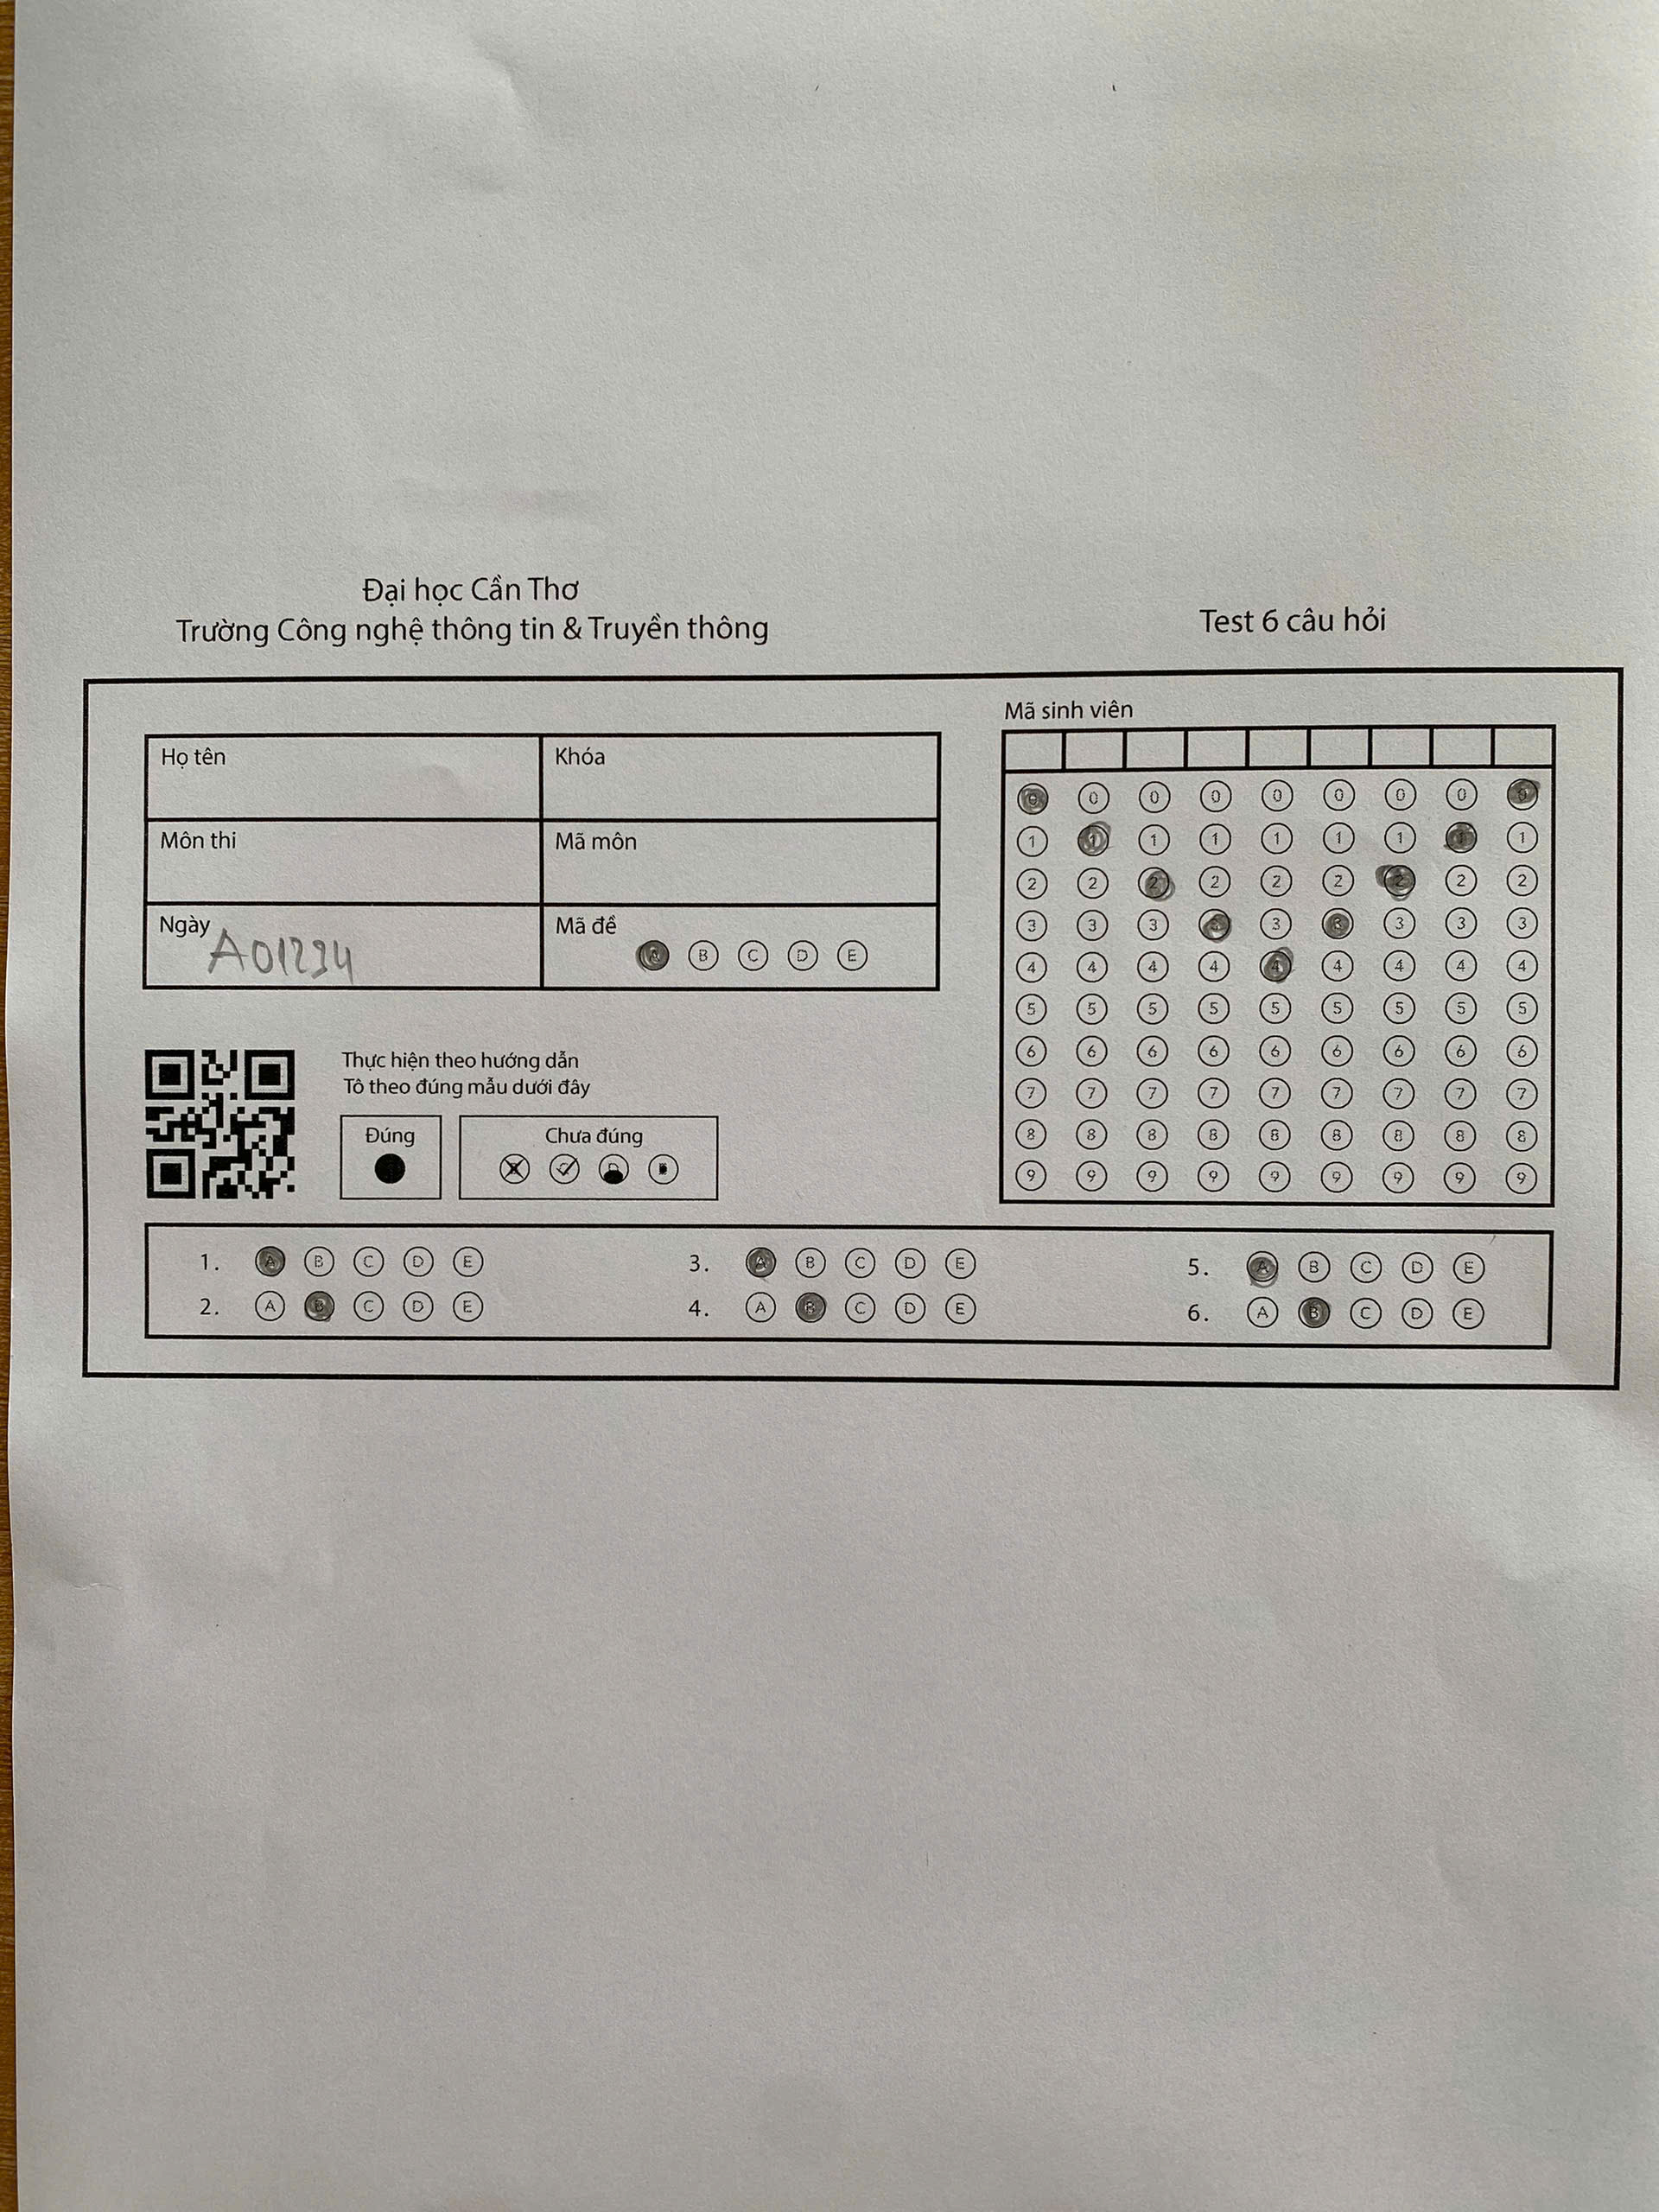 Đại học Cần Thơ
Trường Công nghệ thông tin & Truyền thông
Test 6 câu hỏi
Họ tên
Khóa
Môn thi
Mã môn
Ngày
A01234
Mã đề
A B C D E
Mã sinh viên
0 0 0 0 0 0 0 0 0
1 1 1 1 1 1 1 1 1
2 2 2 2 2 2 2 2 2
3 3 3 3 3 3 3 3 3
4 4 4 4 4 4 4 4 4
5 5 5 5 5 5 5 5 5
6 6 6 6 6 6 6 6 6
7 7 7 7 7 7 7 7 7
8 8 8 8 8 8 8 8 8
9 9 9 9 9 9 9 9 9
Thực hiện theo hướng dẫn
Tô theo đúng mẫu dưới đây
Đúng
Chưa đúng
1. A B C D E
2. A B C D E
3. A B C D E
4. A B C D E
5. A B C D E
6. A B C D E